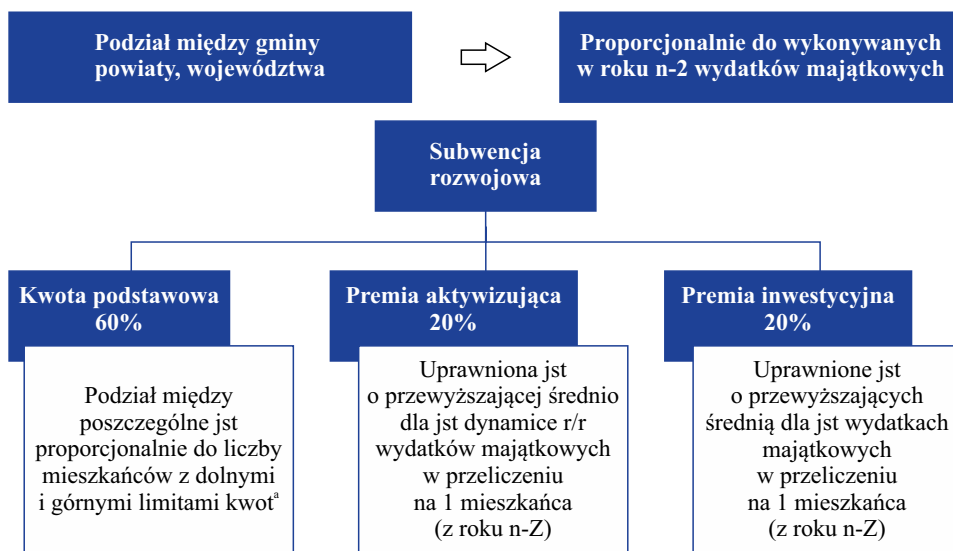 Podział między gminy
powiaty, województwa
Proporcjonalnie do wykonywanych
w roku n-2 wydatków majątkowych
Subwencja
rozwojowa
Kwota podstawowa
60%
Podział między
poszczególne jst
proporcjonalnie do liczby
mieszkańców z dolnymi
i górnymi limitami kwotᵃ
Premia aktywizująca
20%
Uprawniona jst
o przewyższającej średnio
dla jst dynamice r/r
wydatków majątkowych
w przeliczeniu
na 1 mieszkańca
(z roku n-Z)
Premia inwestycyjna
20%
Uprawnione jst
o przewyższających
średnią dla jst wydatkach
majątkowych
w przeliczeniu
na 1 mieszkańca
(z roku n-Z)